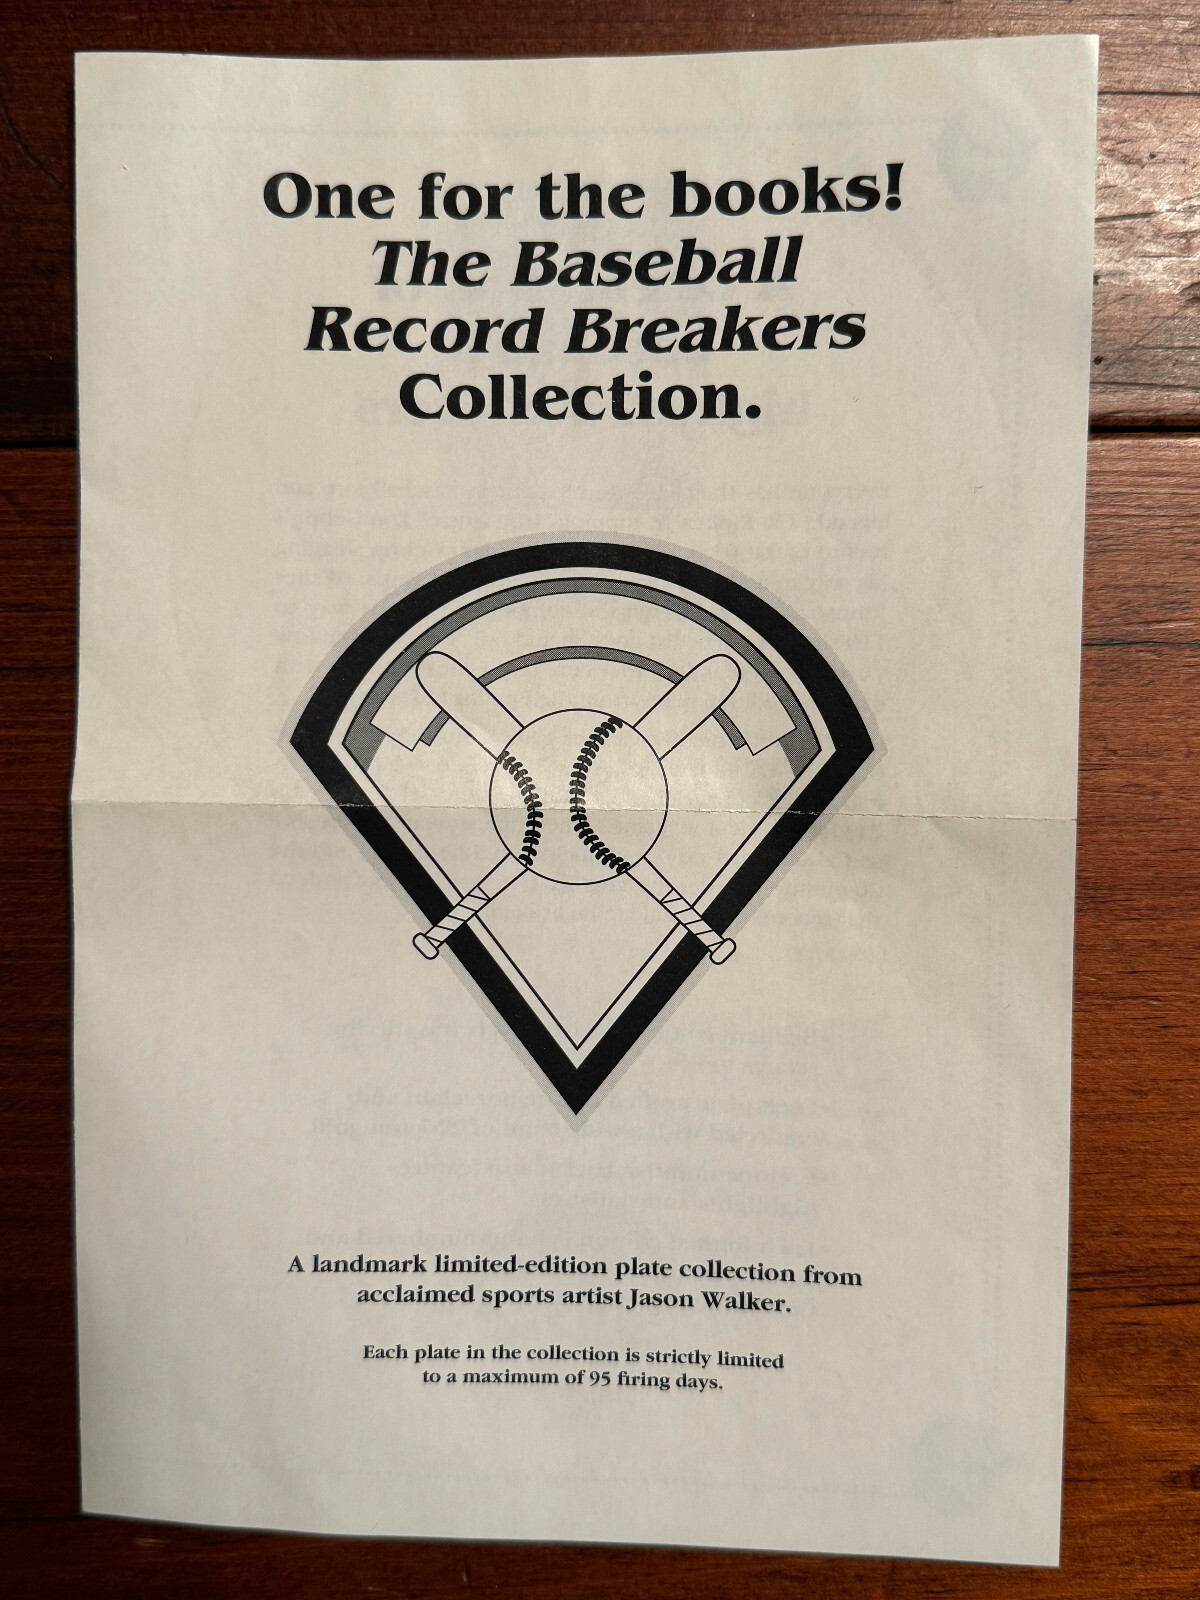 One for the books!
The Baseball
Record Breakers
Collection.
A landmark limited-edition plate collection from
acclaimed sports artist Jason Walker.
Each plate in the collection is strictly limited
to a maximum of 95 firing days.